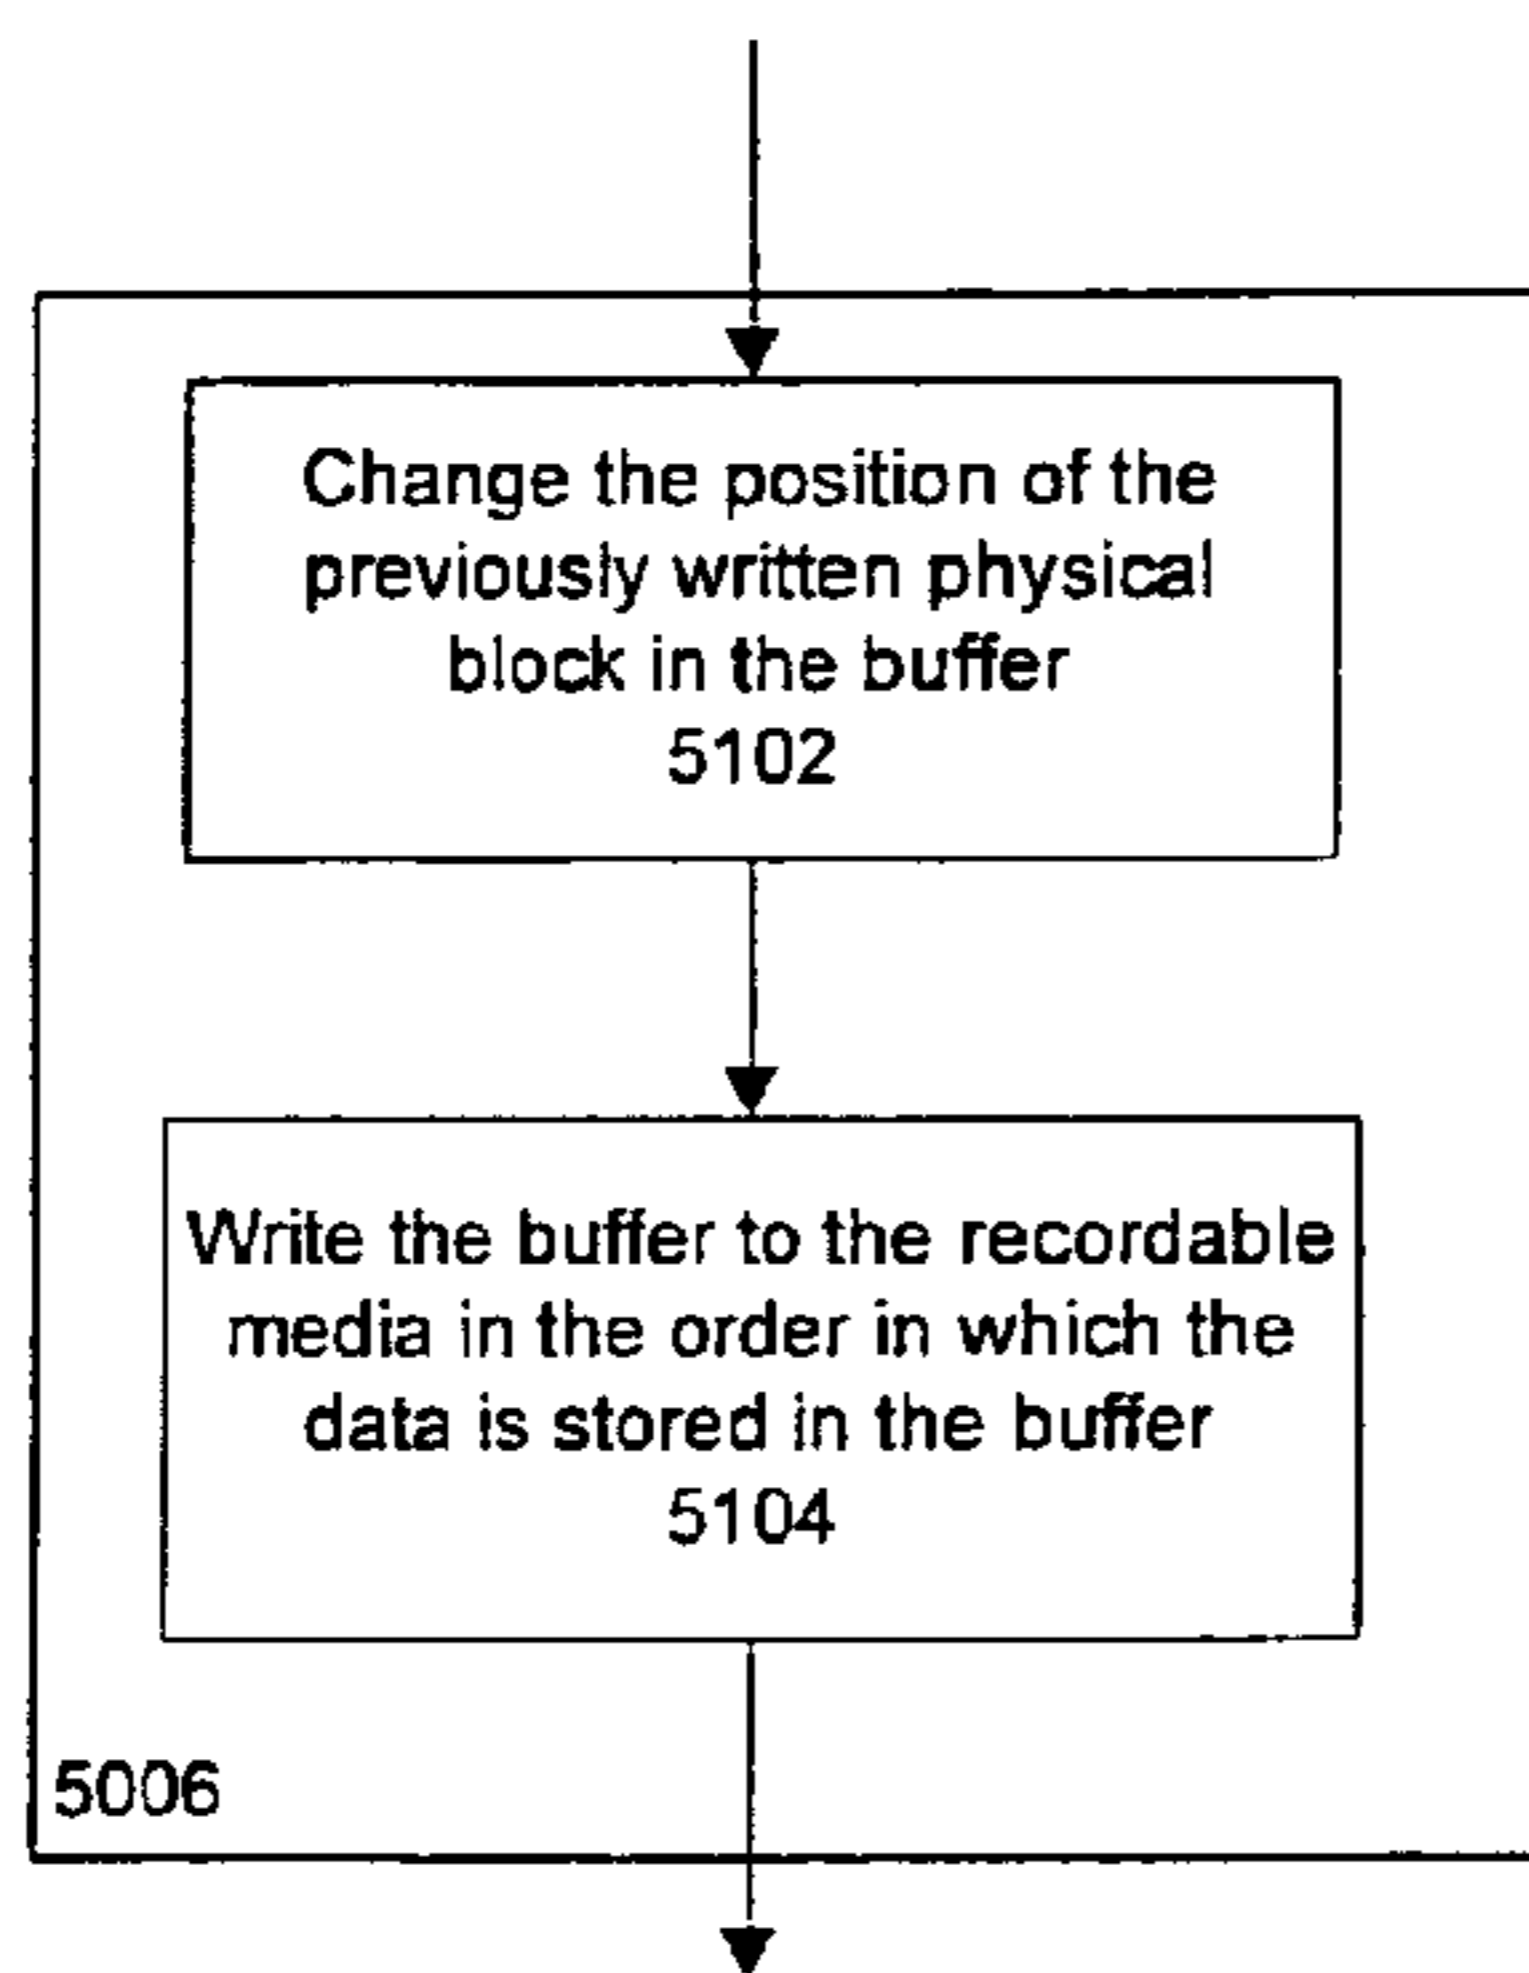 Change the position of the
previously written physical
block in the buffer
5102
Write the buffer to the recordable
media in the order in which the
data is stored in the buffer
5104
5006